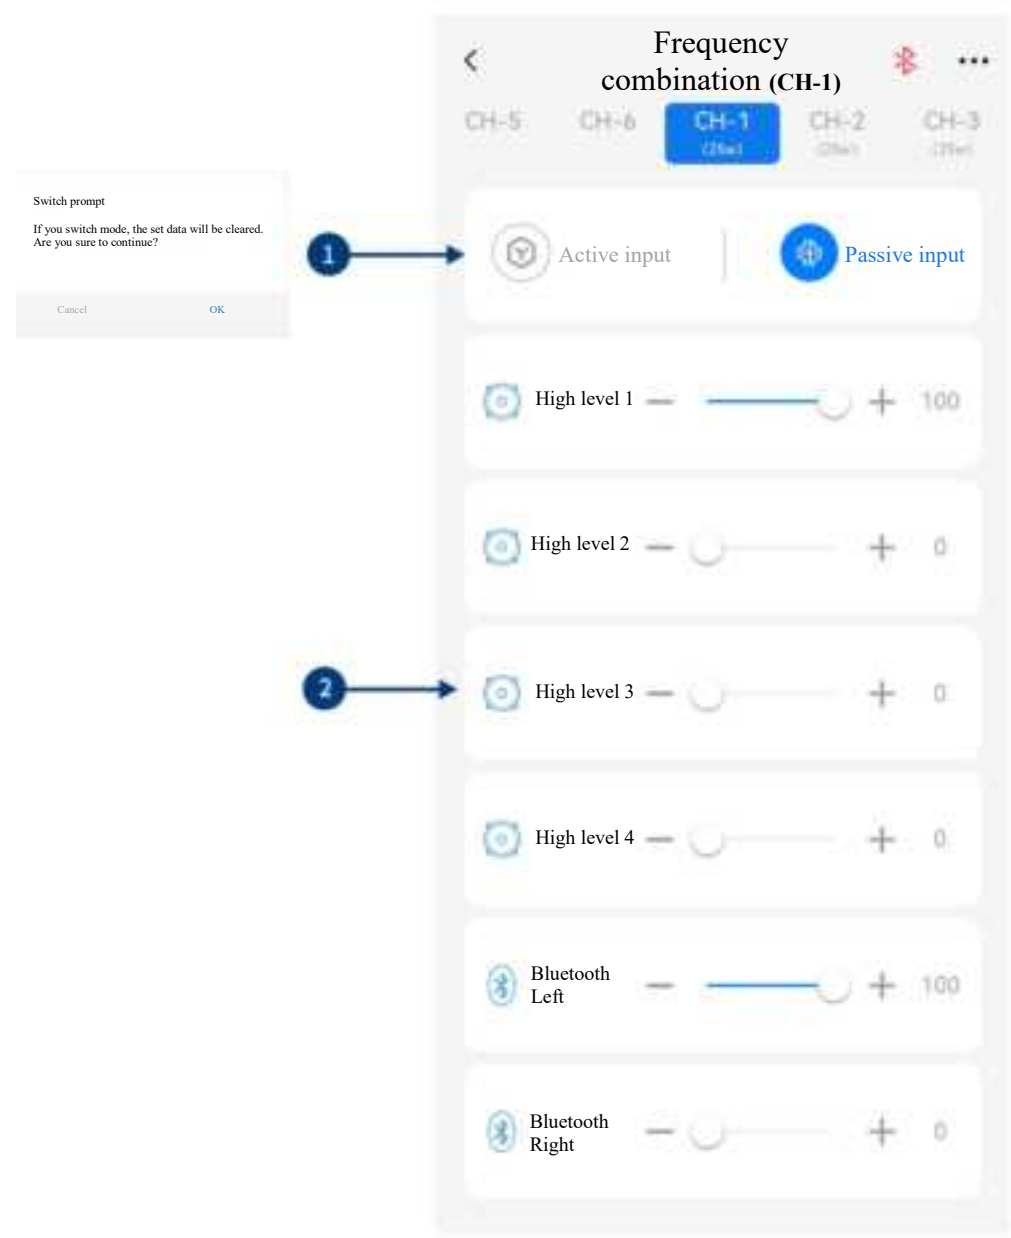 Frequency
combination (CH-1)
CH-5 CH-6 CH-1 CH-2 CH-3
Switch prompt
If you switch mode, the set data will be cleared.
Are you sure to continue?
Cancel OK
1
Active input Passive input
High level 1 100
High level 2 0
2
High level 3 0
High level 4 0
Bluetooth
Left
100
Bluetooth
Right
0